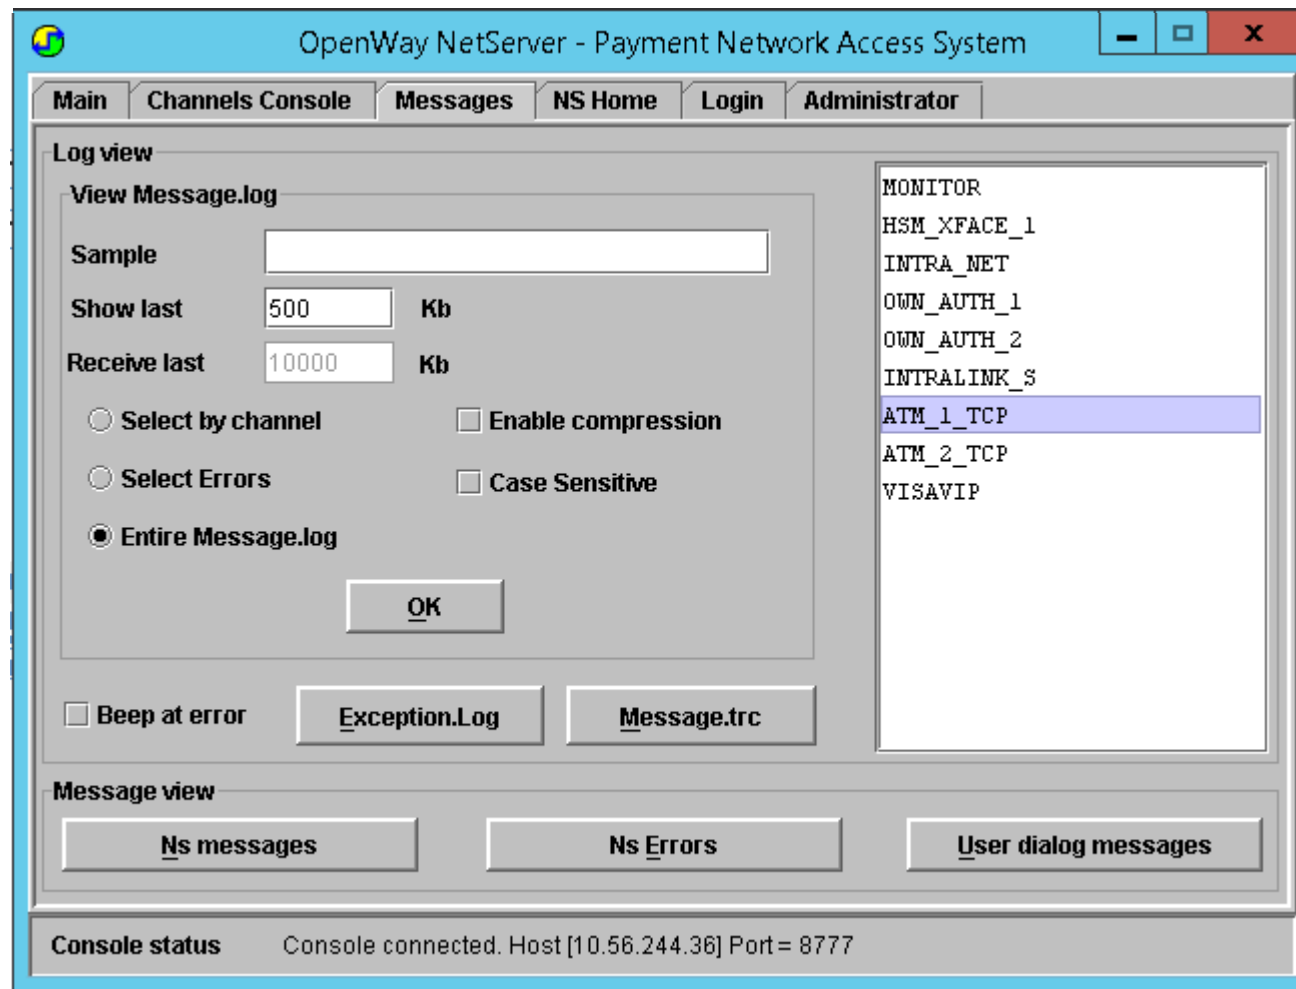 OpenWay NetServer - Payment Network Access System
Main Channels Console Messages NS Home Login Administrator
Log view
View Message.log
Sample
Show last 500 Kb
Receive last 10000 Kb
Select by channel Enable compression
Select Errors Case Sensitive
Entire Message.log
OK
Beep at error Exception.Log Message.trc
MONITOR
HSM_XFACE_1
INTRA_NET
OWN_AUTH_1
OWN_AUTH_2
INTRALINK_S
ATM_1_TCP
ATM_2_TCP
VISAVIP
Message view
Ns messages Ns Errors User dialog messages
Console status Console connected. Host [10.56.244.36] Port = 8777